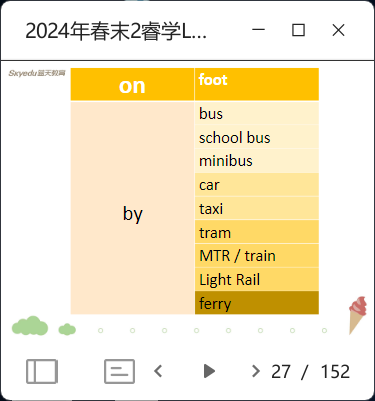 2024年春末2睿学L...
Skyedu蓝天教育
on foot
by
bus
school bus
minibus
car
taxi
tram
MTR / train
Light Rail
ferry
27 / 152